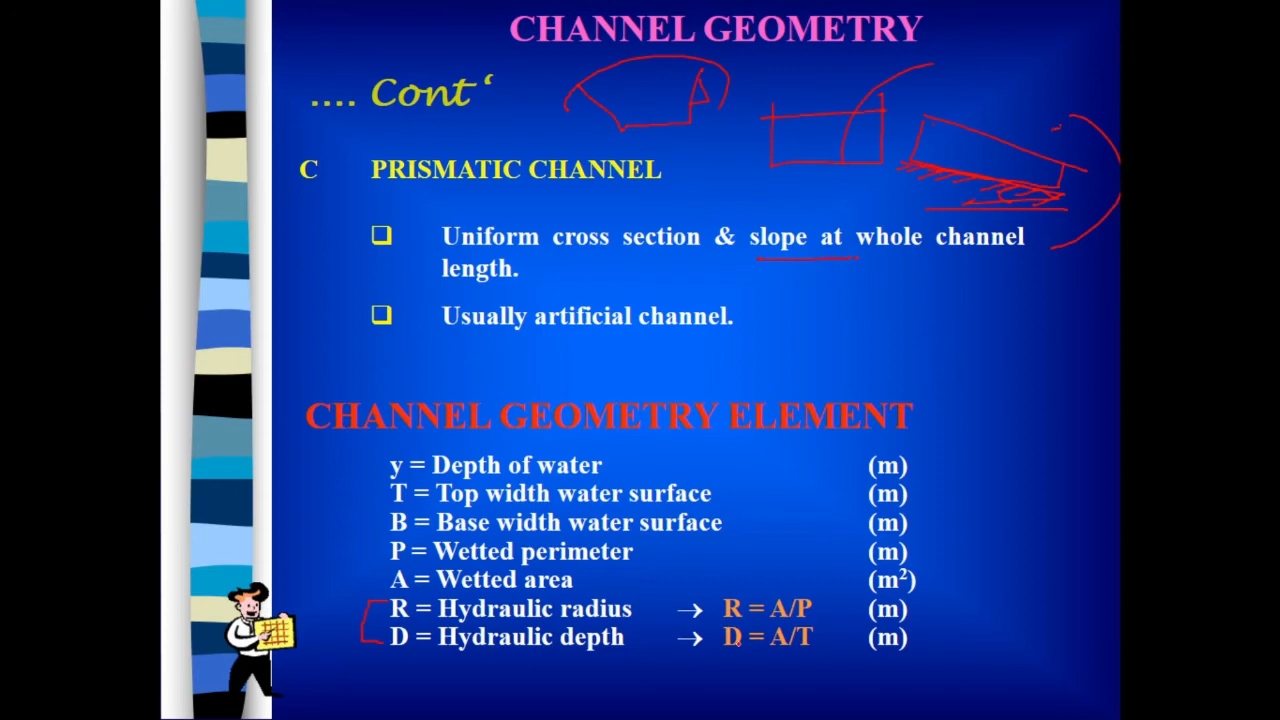 CHANNEL GEOMETRY
.... Cont‘
C PRISMATIC CHANNEL
❑ Uniform cross section & slope at whole channel
length.
❑ Usually artificial channel.
CHANNEL GEOMETRY ELEMENT
y = Depth of water (m)
T = Top width water surface (m)
B = Base width water surface (m)
P = Wetted perimeter (m)
A = Wetted area (m²)
R = Hydraulic radius → R = A/P (m)
D = Hydraulic depth → D = A/T (m)